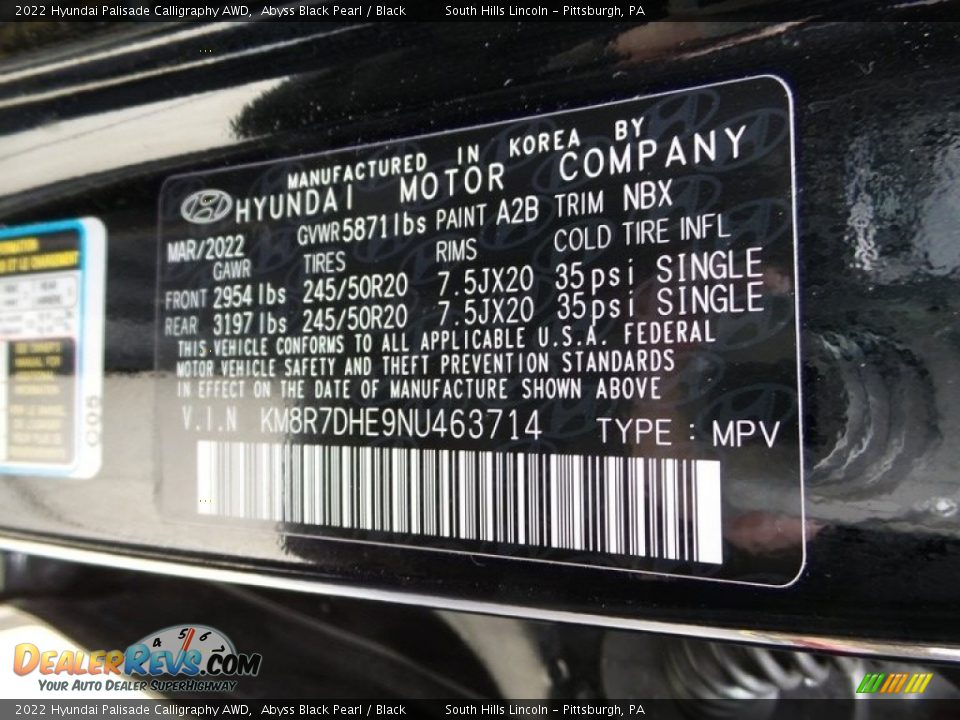 2022 Hyundai Palisade Calligraphy AWD, Abyss Black Pearl / Black South Hills Lincoln - Pittsburgh, PA
MANUFACTURED IN KOREA BY
HYUNDAI MOTOR COMPANY
MAR/2022 GVWR 5871 lbs PAINT A2B TRIM NBX
GAWR TIRES RIMS COLD TIRE INFL
FRONT 2954 lbs 245/50R20 7.5JX20 35psi SINGLE
REAR 3197 lbs 245/50R20 7.5JX20 35psi SINGLE
THIS VEHICLE CONFORMS TO ALL APPLICABLE U.S.A. FEDERAL
MOTOR VEHICLE SAFETY AND THEFT PREVENTION STANDARDS
IN EFFECT ON THE DATE OF MANUFACTURE SHOWN ABOVE
V.I.N KM8R7DHE9NU463714 TYPE : MPV
4 5 6
DEALERREVS.COM
YOUR AUTO DEALER SUPERHIGHWAY
2022 Hyundai Palisade Calligraphy AWD, Abyss Black Pearl / Black South Hills Lincoln - Pittsburgh, PA